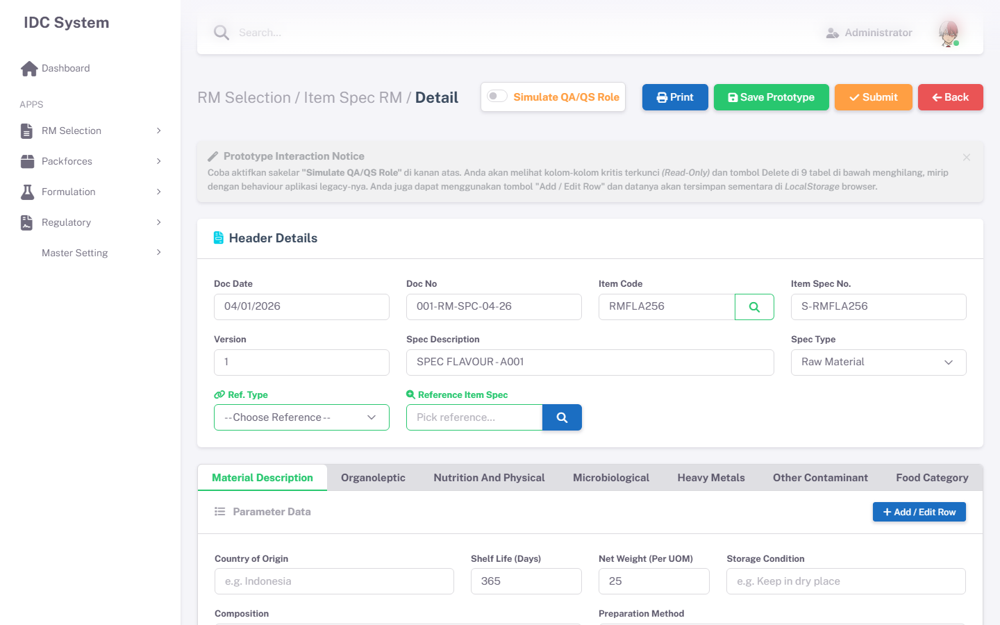 IDC System
Search...
Administrator
Dashboard
APPS
RM Selection
Packforces
Formulation
Regulatory
Master Setting
RM Selection / Item Spec RM / Detail
Simulate QA/QS Role
Print
Save Prototype
Submit
Back
Prototype Interaction Notice
Coba aktifkan sakelar "Simulate QA/QS Role" di kanan atas. Anda akan melihat kolom-kolom kritis terkunci (Read-Only) dan tombol Delete di 9 tabel di bawah menghilang, mirip
dengan behaviour aplikasi legacy-nya. Anda juga dapat menggunakan tombol "Add / Edit Row" dan datanya akan tersimpan sementara di LocalStorage browser.
Header Details
Doc Date
Doc No
Item Code
Item Spec No.
04/01/2026
001-RM-SPC-04-26
RMFLA256
S-RMFLA256
Version
Spec Description
Spec Type
1
SPEC FLAVOUR - A001
Raw Material
Ref. Type
Reference Item Spec
-- Choose Reference --
Pick reference...
Material Description
Organoleptic
Nutrition And Physical
Microbiological
Heavy Metals
Other Contaminant
Food Category
Parameter Data
Add / Edit Row
Country of Origin
Shelf Life (Days)
Net Weight (Per UOM)
Storage Condition
e.g. Indonesia
365
25
e.g. Keep in dry place
Composition
Preparation Method